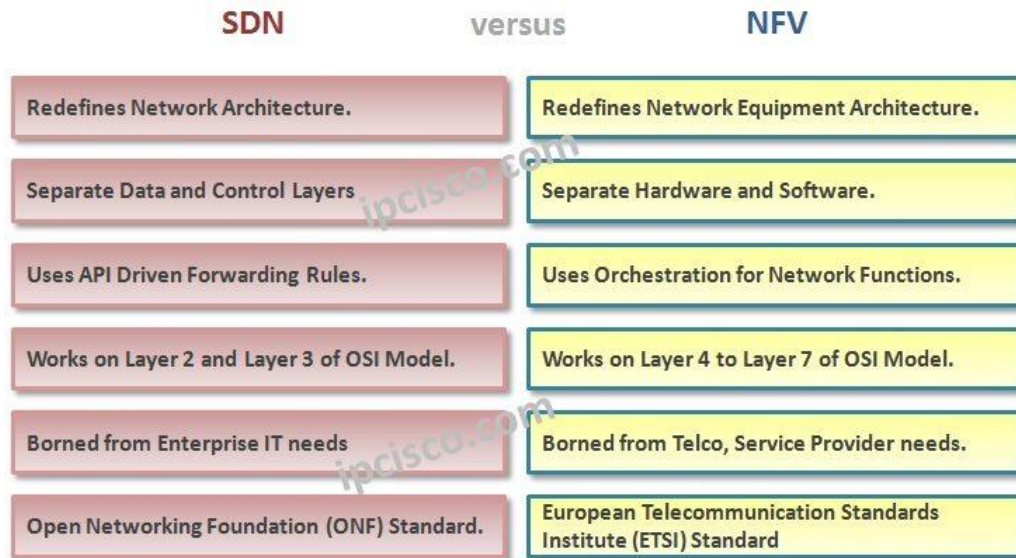 SDN versus NFV
Redefines Network Architecture.
Redefines Network Equipment Architecture.
Separate Data and Control Layers
Separate Hardware and Software.
ipcisco.com
Uses API Driven Forwarding Rules.
Uses Orchestration for Network Functions.
Works on Layer 2 and Layer 3 of OSI Model.
Works on Layer 4 to Layer 7 of OSI Model.
Borned from Enterprise IT needs
Borned from Telco, Service Provider needs.
ipcisco.com
Open Networking Foundation (ONF) Standard.
European Telecommunication Standards
Institute (ETSI) Standard